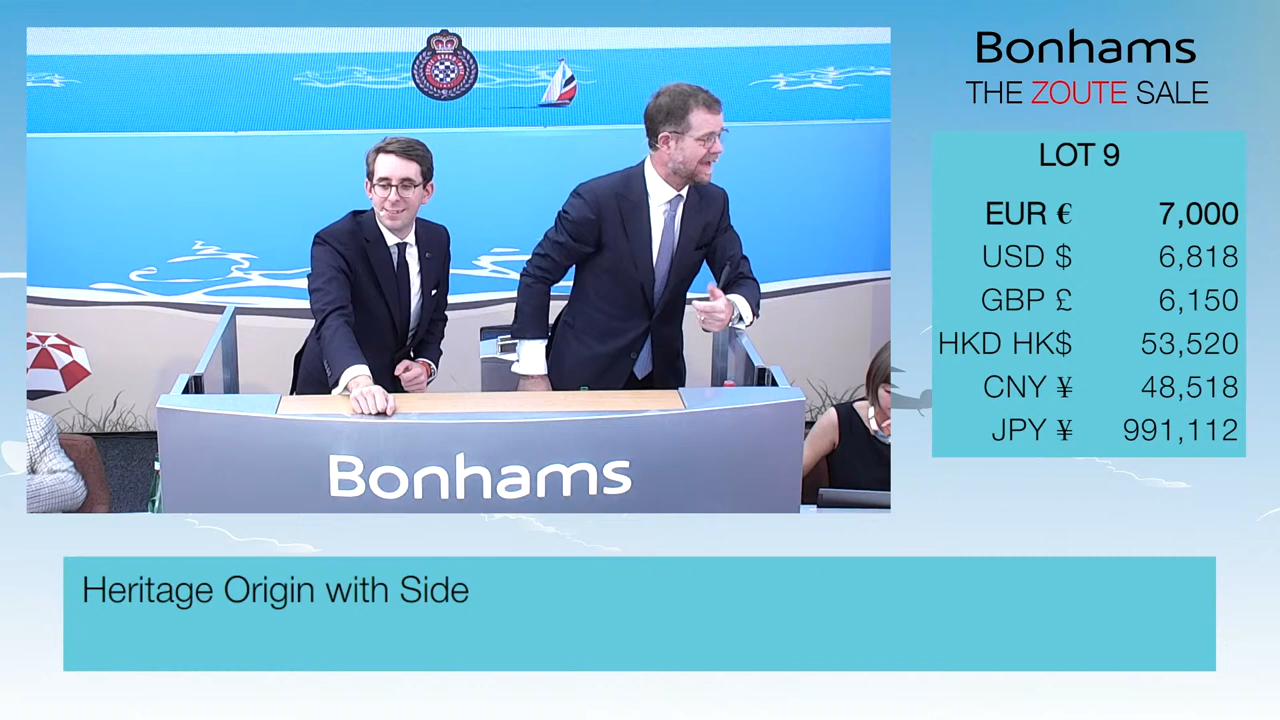 Bonhams
THE ZOUTE SALE
LOT 9
EUR € 7,000
USD $ 6,818
GBP £ 6,150
HKD HK$ 53,520
CNY ¥ 48,518
JPY ¥ 991,112
Bonhams
Heritage Origin with Side